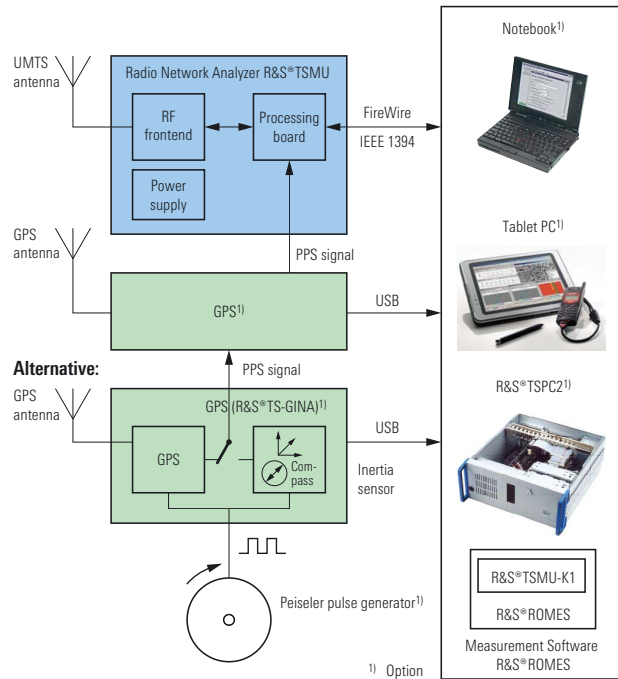 Notebook1)
UMTS
antenna
Radio Network Analyzer R&S®TSMU
RF
frontend
Processing
board
FireWire
IEEE 1394
Power
supply
GPS
antenna
PPS signal
Tablet PC1)
GPS1)
USB
Alternative:
PPS signal
GPS
antenna
GPS (R&S®TS-GINA)1)
USB
R&S®TSPC21)
GPS
Com-
pass
Inertia
sensor
Peiseler pulse generator1)
R&S®TSMU-K1
R&S®ROMES
Measurement Software
R&S®ROMES
1) Option